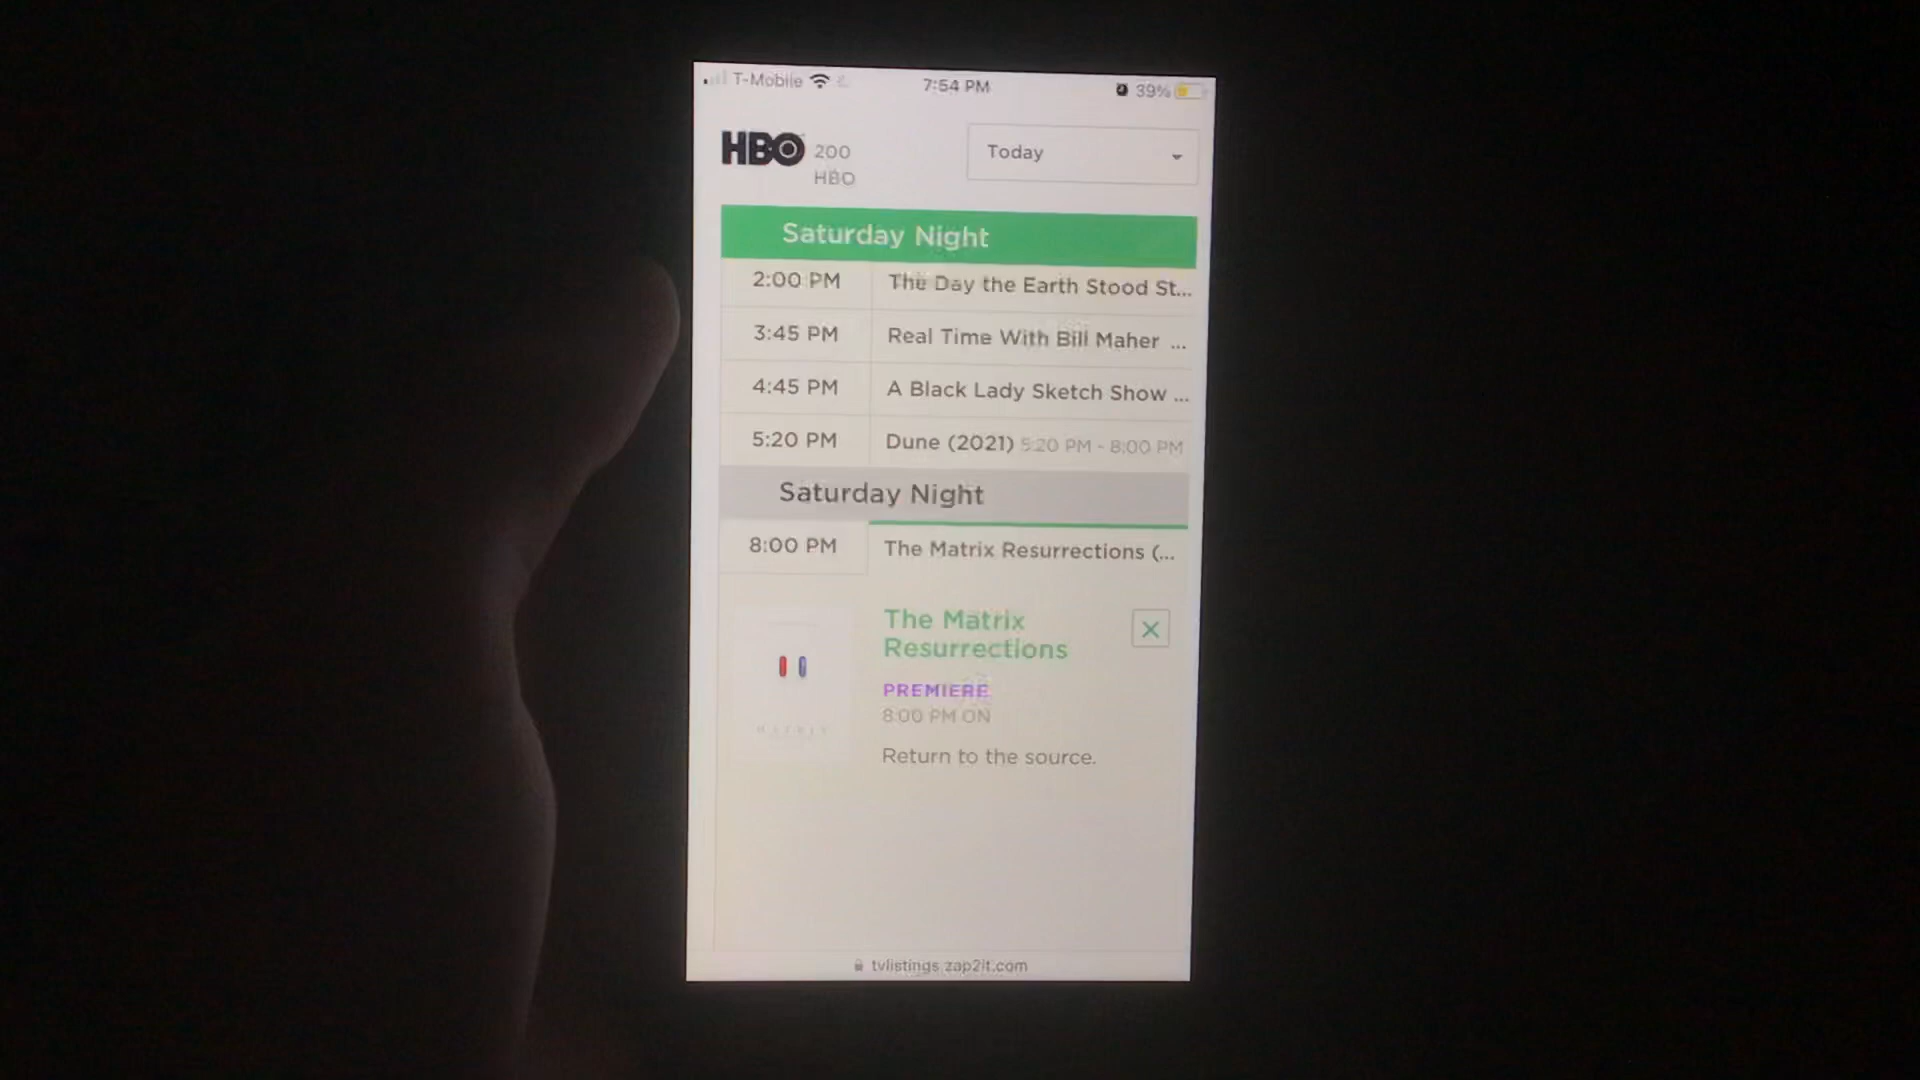 T-Mobile 7:54 PM 39%
HBO 200 Today
HBO
Saturday Night
2:00 PM The Day the Earth Stood St...
3:45 PM Real Time With Bill Maher ...
4:45 PM A Black Lady Sketch Show ...
5:20 PM Dune (2021) 5:20 PM - 8:00 PM
Saturday Night
8:00 PM The Matrix Resurrections (...
The Matrix
Resurrections
PREMIERE
8:00 PM ON
MATRIX
Return to the source.
tvlistings.zap2it.com